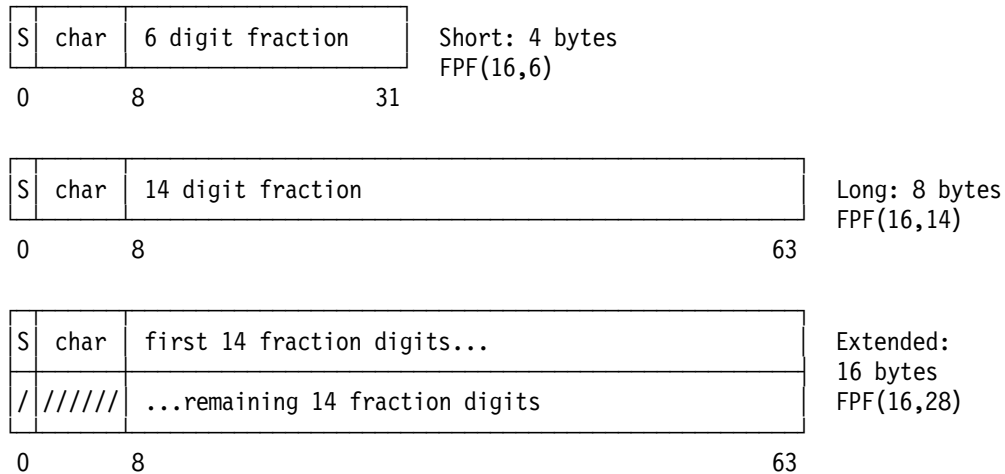 S char 6 digit fraction Short: 4 bytes
FPF(16,6)
0 8 31
S char 14 digit fraction Long: 8 bytes
FPF(16,14)
0 8 63
S char first 14 fraction digits... Extended:
16 bytes
/ ////// ...remaining 14 fraction digits FPF(16,28)
0 8 63